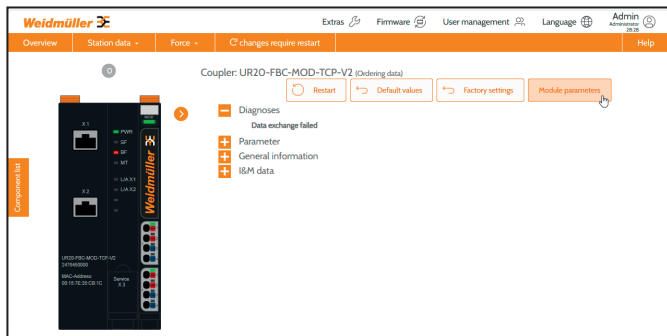 Weidmüller
Extras Firmware User management Language Admin
Administrator
28:28
Overview Station data Force changes require restart Help
0
Coupler: UR20-FBC-MOD-TCP-V2 (Ordering data)
Restart Default values Factory settings Module parameters
Diagnoses
Data exchange failed
Parameter
General information
I&M data
Component list
X 1
PWR
SF
BF
MT
L/A X1
L/A X2
X 2
Weidmüller
UR20-FBC-MOD-TCP-V2
2476450000
MAC-Address:
00:15:7E:20:CB:1C
Service
X 3